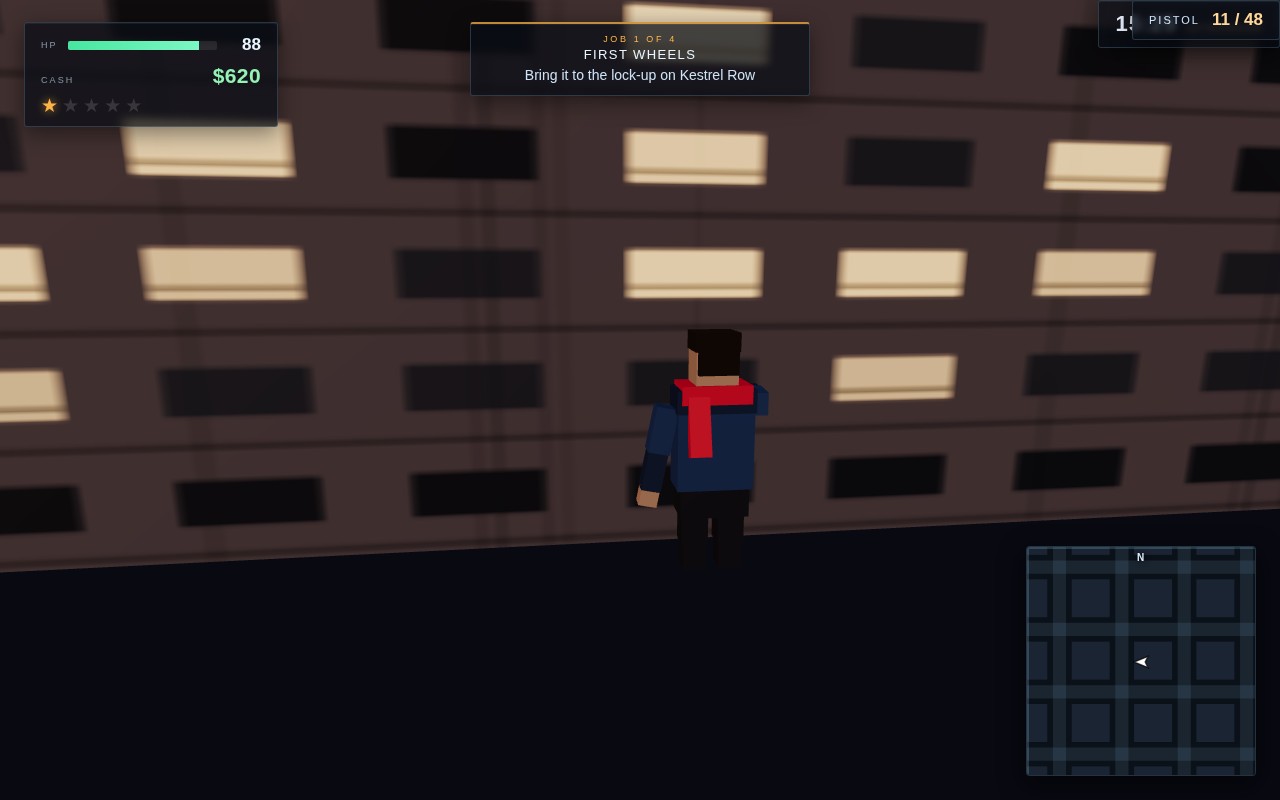 HP 88
CASH $620
JOB 1 OF 4
FIRST WHEELS
Bring it to the lock-up on Kestrel Row
PISTOL 11 / 48
N